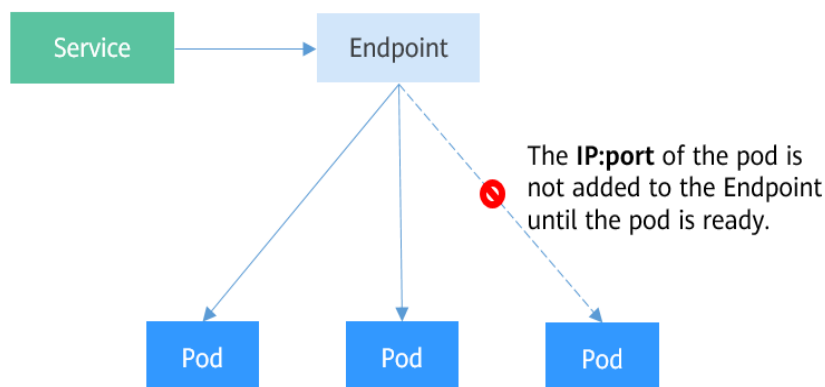 Service
Endpoint
The IP:port of the pod is
not added to the Endpoint
until the pod is ready.
Pod
Pod
Pod